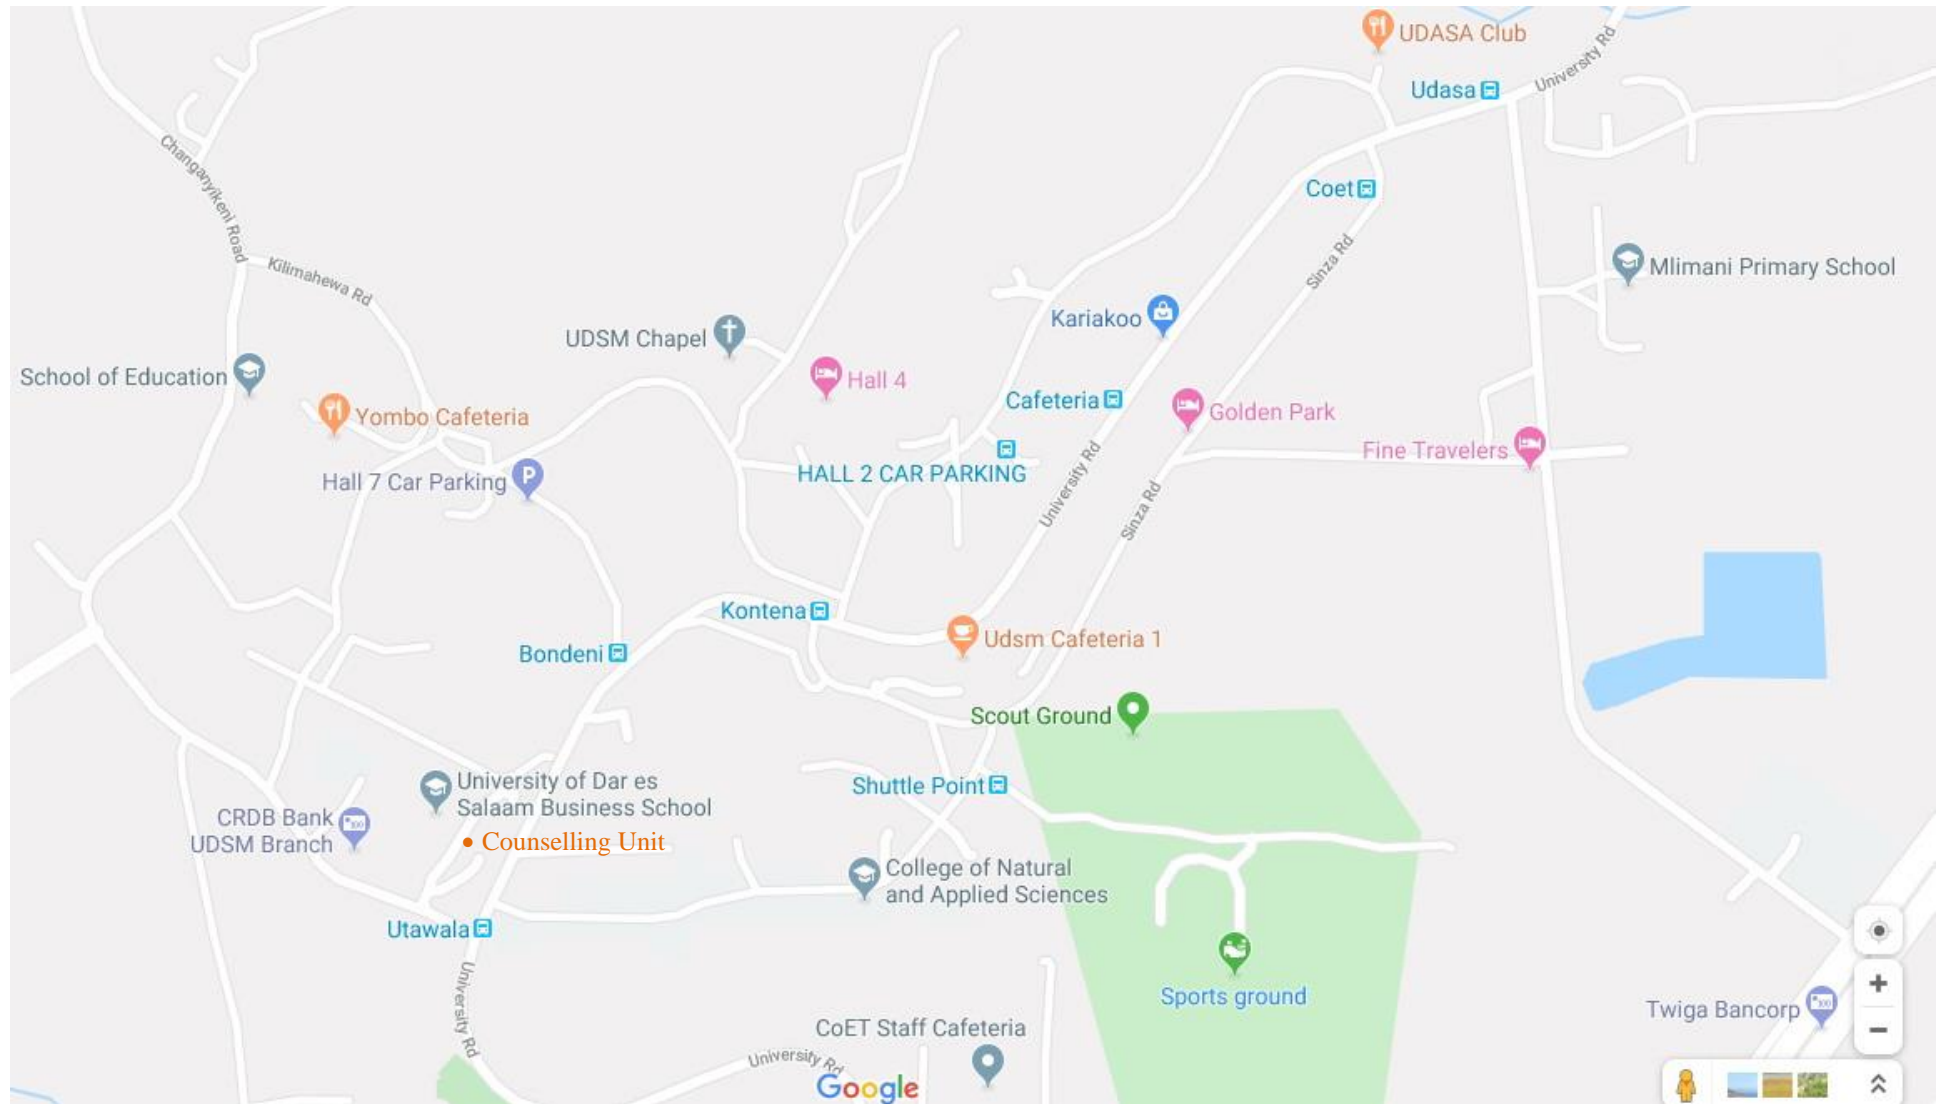 UDASA Club
University Rd
Udasa
Changanyikeni Road
Coet
Kilimahewa Rd
Sinza Rd
Mlimani Primary School
Kariakoo
UDSM Chapel
School of Education
Hall 4
Cafeteria
Yombo Cafeteria
Golden Park
Fine Travelers
HALL 2 CAR PARKING
Hall 7 Car Parking
University Rd
Sinza Rd
Kontena
Udsm Cafeteria 1
Bondeni
Scout Ground
University of Dar es
Salaam Business School
Shuttle Point
CRDB Bank
UDSM Branch
• Counselling Unit
College of Natural
and Applied Sciences
Utawala
University Rd
Sports ground
Twiga Bancorp
CoET Staff Cafeteria
University Rd
Google